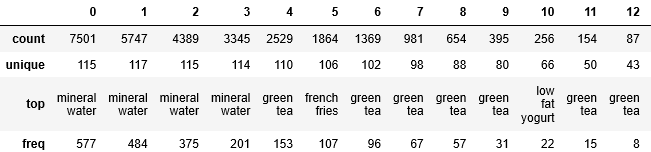 0 1 2 3 4 5 6 7 8 9 10 11 12
count 7501 5747 4389 3345 2529 1864 1369 981 654 395 256 154 87
unique 115 117 115 114 110 106 102 98 88 80 66 50 43
top mineral water mineral water mineral water mineral water green tea french fries green tea green tea green tea green tea low fat yogurt green tea green tea
freq 577 484 375 201 153 107 96 67 57 31 22 15 8